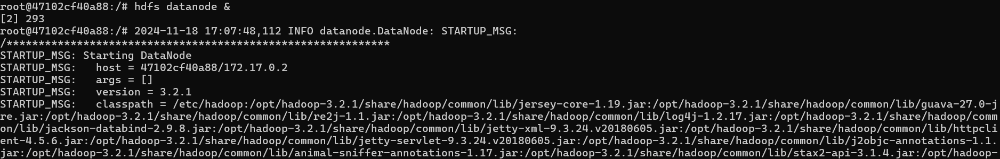 root@47102cf40a88:/# hdfs datanode &
[2] 293
root@47102cf40a88:/# 2024-11-18 17:07:48,112 INFO datanode.DataNode: STARTUP_MSG:
/************************************************************
STARTUP_MSG: Starting DataNode
STARTUP_MSG:   host = 47102cf40a88/172.17.0.2
STARTUP_MSG:   args = []
STARTUP_MSG:   version = 3.2.1
STARTUP_MSG:   classpath = /etc/hadoop:/opt/hadoop-3.2.1/share/hadoop/common/lib/jersey-core-1.19.jar:/opt/hadoop-3.2.1/share/hadoop/common/lib/guava-27.0-j
re.jar:/opt/hadoop-3.2.1/share/hadoop/common/lib/re2j-1.1.jar:/opt/hadoop-3.2.1/share/hadoop/common/lib/log4j-1.2.17.jar:/opt/hadoop-3.2.1/share/hadoop/comm
on/lib/jackson-databind-2.9.8.jar:/opt/hadoop-3.2.1/share/hadoop/common/lib/jetty-xml-9.3.24.v20180605.jar:/opt/hadoop-3.2.1/share/hadoop/common/lib/httpcli
ent-4.5.6.jar:/opt/hadoop-3.2.1/share/hadoop/common/lib/jetty-servlet-9.3.24.v20180605.jar:/opt/hadoop-3.2.1/share/hadoop/common/lib/j2objc-annotations-1.1.
jar:/opt/hadoop-3.2.1/share/hadoop/common/lib/animal-sniffer-annotations-1.17.jar:/opt/hadoop-3.2.1/share/hadoop/common/lib/stax2-api-3.1.4.jar:/opt/hadoop-